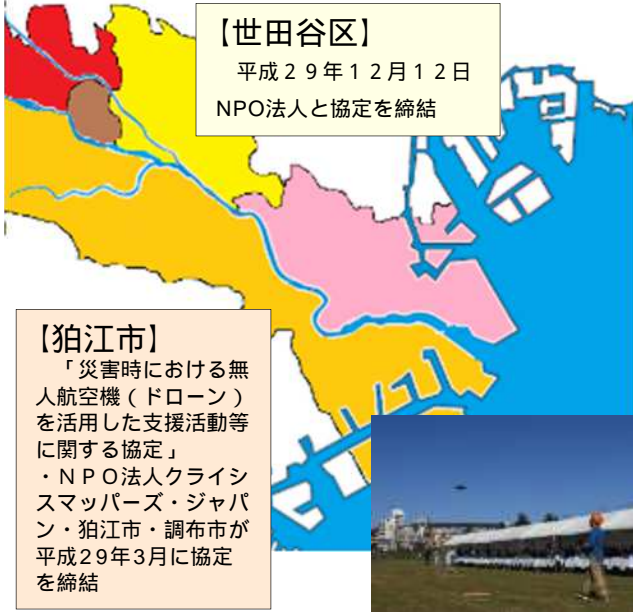 【世田谷区】
平成２９年１２月１２日
NPO法人と協定を締結
【狛江市】
「災害時における無
人航空機（ドローン）
を活用した支援活動等
に関する協定」
・ＮＰＯ法人クライシ
スマッパーズ・ジャパ
ン・狛江市・調布市が
平成29年3月に協定
を締結